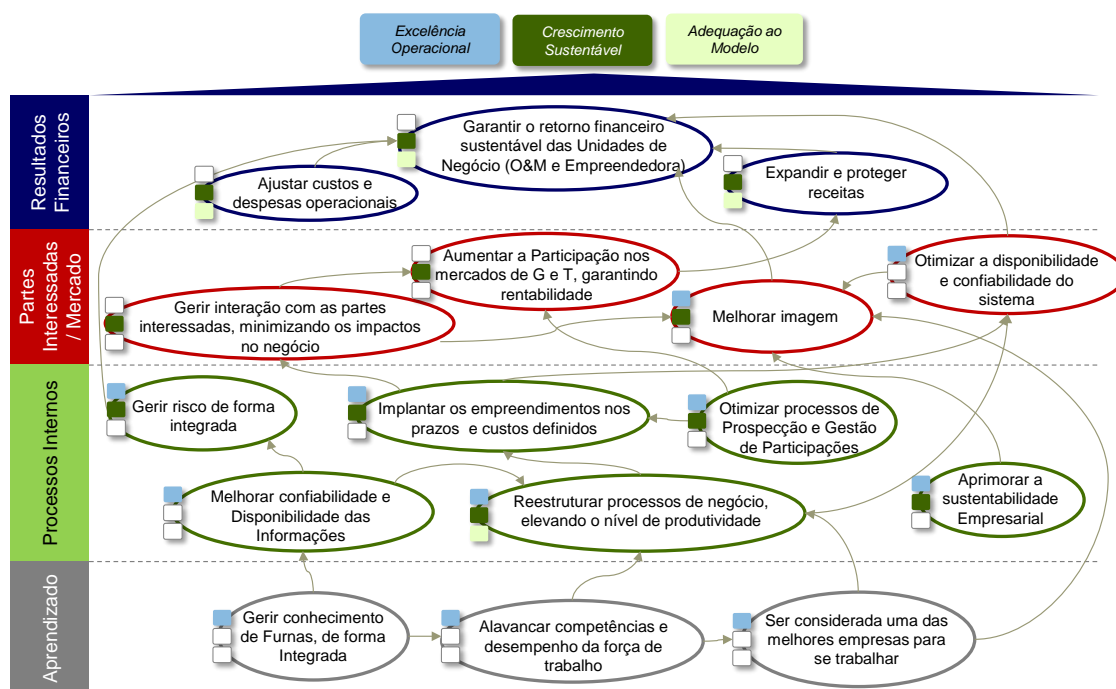 Excelência
Operacional
Crescimento
Sustentável
Adequação ao
Modelo
Resultados
Financeiros
Garantir o retorno financeiro
sustentável das Unidades de
Negócio (O&M e Empreendedora)
Ajustar custos e
despesas operacionais
Expandir e proteger
receitas
Partes
Interessadas
/ Mercado
Aumentar a Participação nos
mercados de G e T, garantindo
rentabilidade
Otimizar a disponibilidade
e confiabilidade do
sistema
Gerir interação com as partes
interessadas, minimizando os impactos
no negócio
Melhorar imagem
Processos Internos
Gerir risco de forma
integrada
Implantar os empreendimentos nos
prazos e custos definidos
Otimizar processos de
Prospecção e Gestão
de Participações
Melhorar confiabilidade e
Disponibilidade das
Informações
Reestruturar processos de negócio,
elevando o nível de produtividade
Aprimorar a
sustentabilidade
Empresarial
Aprendizado
Gerir conhecimento
de Furnas, de forma
Integrada
Alavancar competências e
desempenho da força de
trabalho
Ser considerada uma das
melhores empresas para
se trabalhar